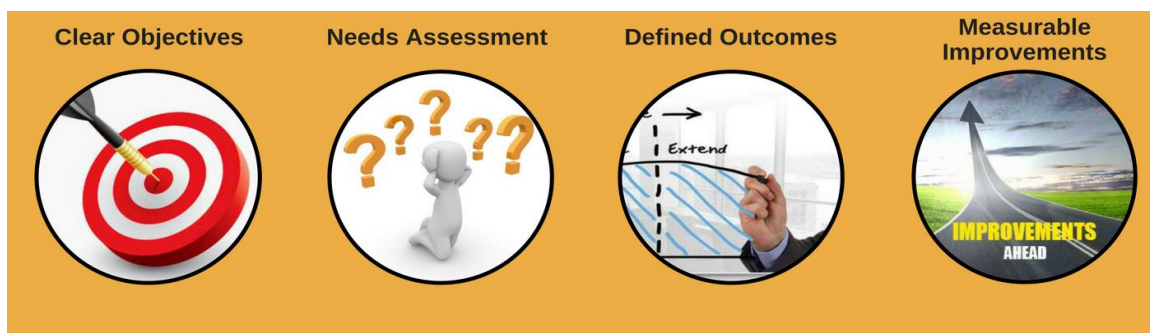 Clear Objectives
Needs Assessment
Defined Outcomes
Measurable
Improvements
? ? ? ? ?
Extend
IMPROVEMENTS
AHEAD